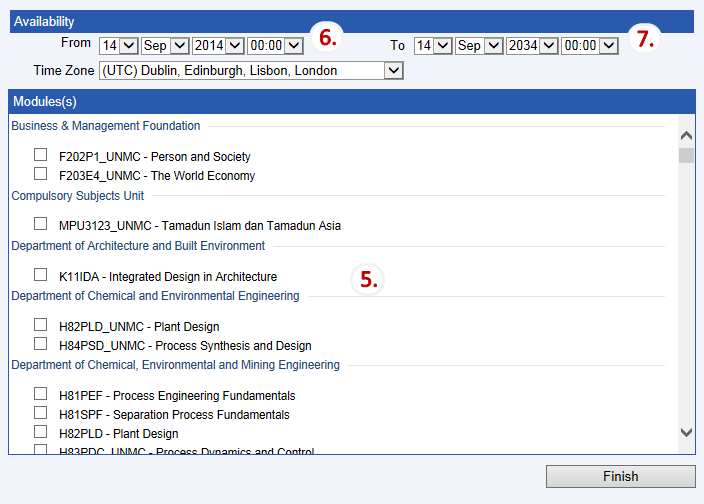 Availability
From 14 Sep 2014 00:00 6. To 14 Sep 2034 00:00 7.
Time Zone (UTC) Dublin, Edinburgh, Lisbon, London
Modules(s)
Business & Management Foundation
F202P1_UNMC - Person and Society
F203E4_UNMC - The World Economy
Compulsory Subjects Unit
MPU3123_UNMC - Tamadun Islam dan Tamadun Asia
Department of Architecture and Built Environment
K11IDA - Integrated Design in Architecture
5.
Department of Chemical and Environmental Engineering
H82PLD_UNMC - Plant Design
H84PSD_UNMC - Process Synthesis and Design
Department of Chemical, Environmental and Mining Engineering
H81PEF - Process Engineering Fundamentals
H81SPF - Separation Process Fundamentals
H82PLD - Plant Design
H83PDC_UNMC - Process Dynamics and Control
Finish